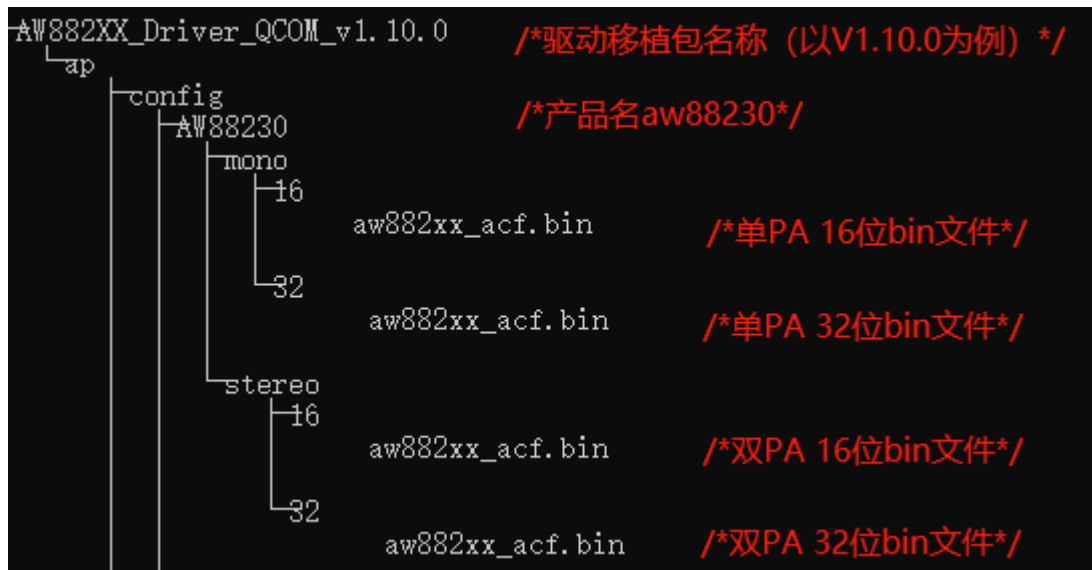 AW882XX_Driver_QCOM_v1.10.0 /*驱动移植包名称（以V1.10.0为例）*/
ap
config
AW88230 /*产品名aw88230*/
mono
16
aw882xx_acf.bin /*单PA 16位bin文件*/
32
aw882xx_acf.bin /*单PA 32位bin文件*/
stereo
16
aw882xx_acf.bin /*双PA 16位bin文件*/
32
aw882xx_acf.bin /*双PA 32位bin文件*/